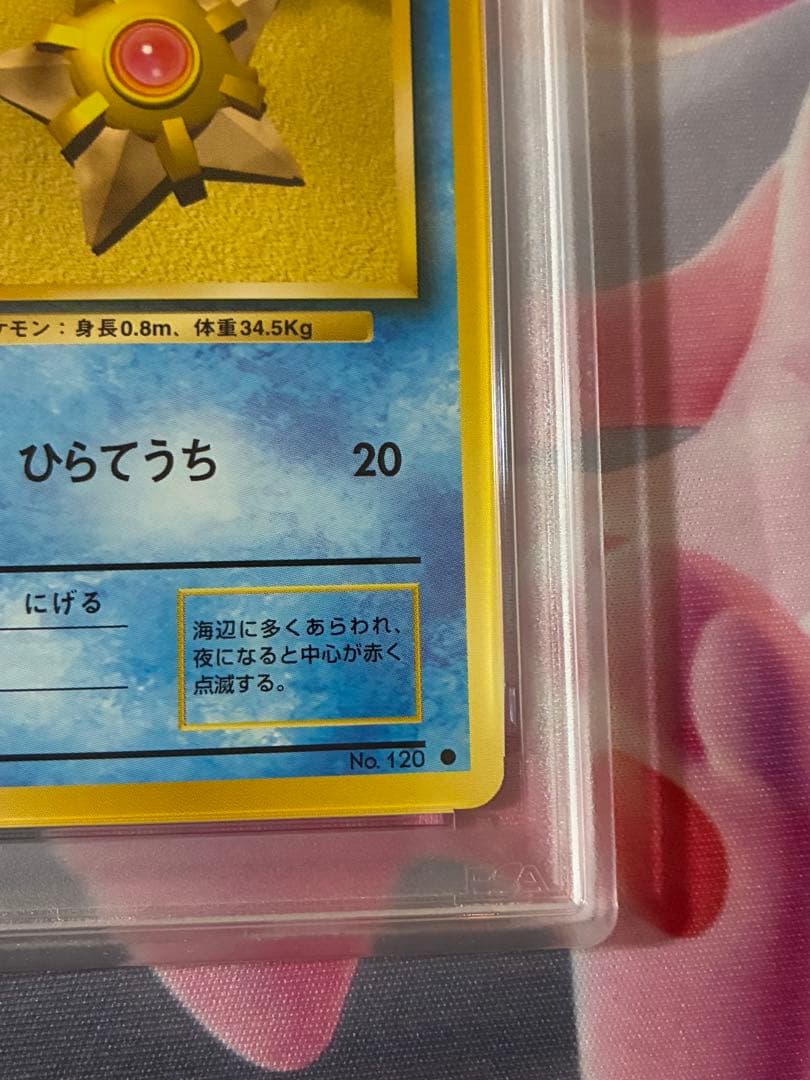 ケモン：身長0.8m、体重34.5Kg
ひらてうち 20
にげる
海辺に多くあらわれ、
夜になると中心が赤く
点滅する。
No. 120 ●
PSA